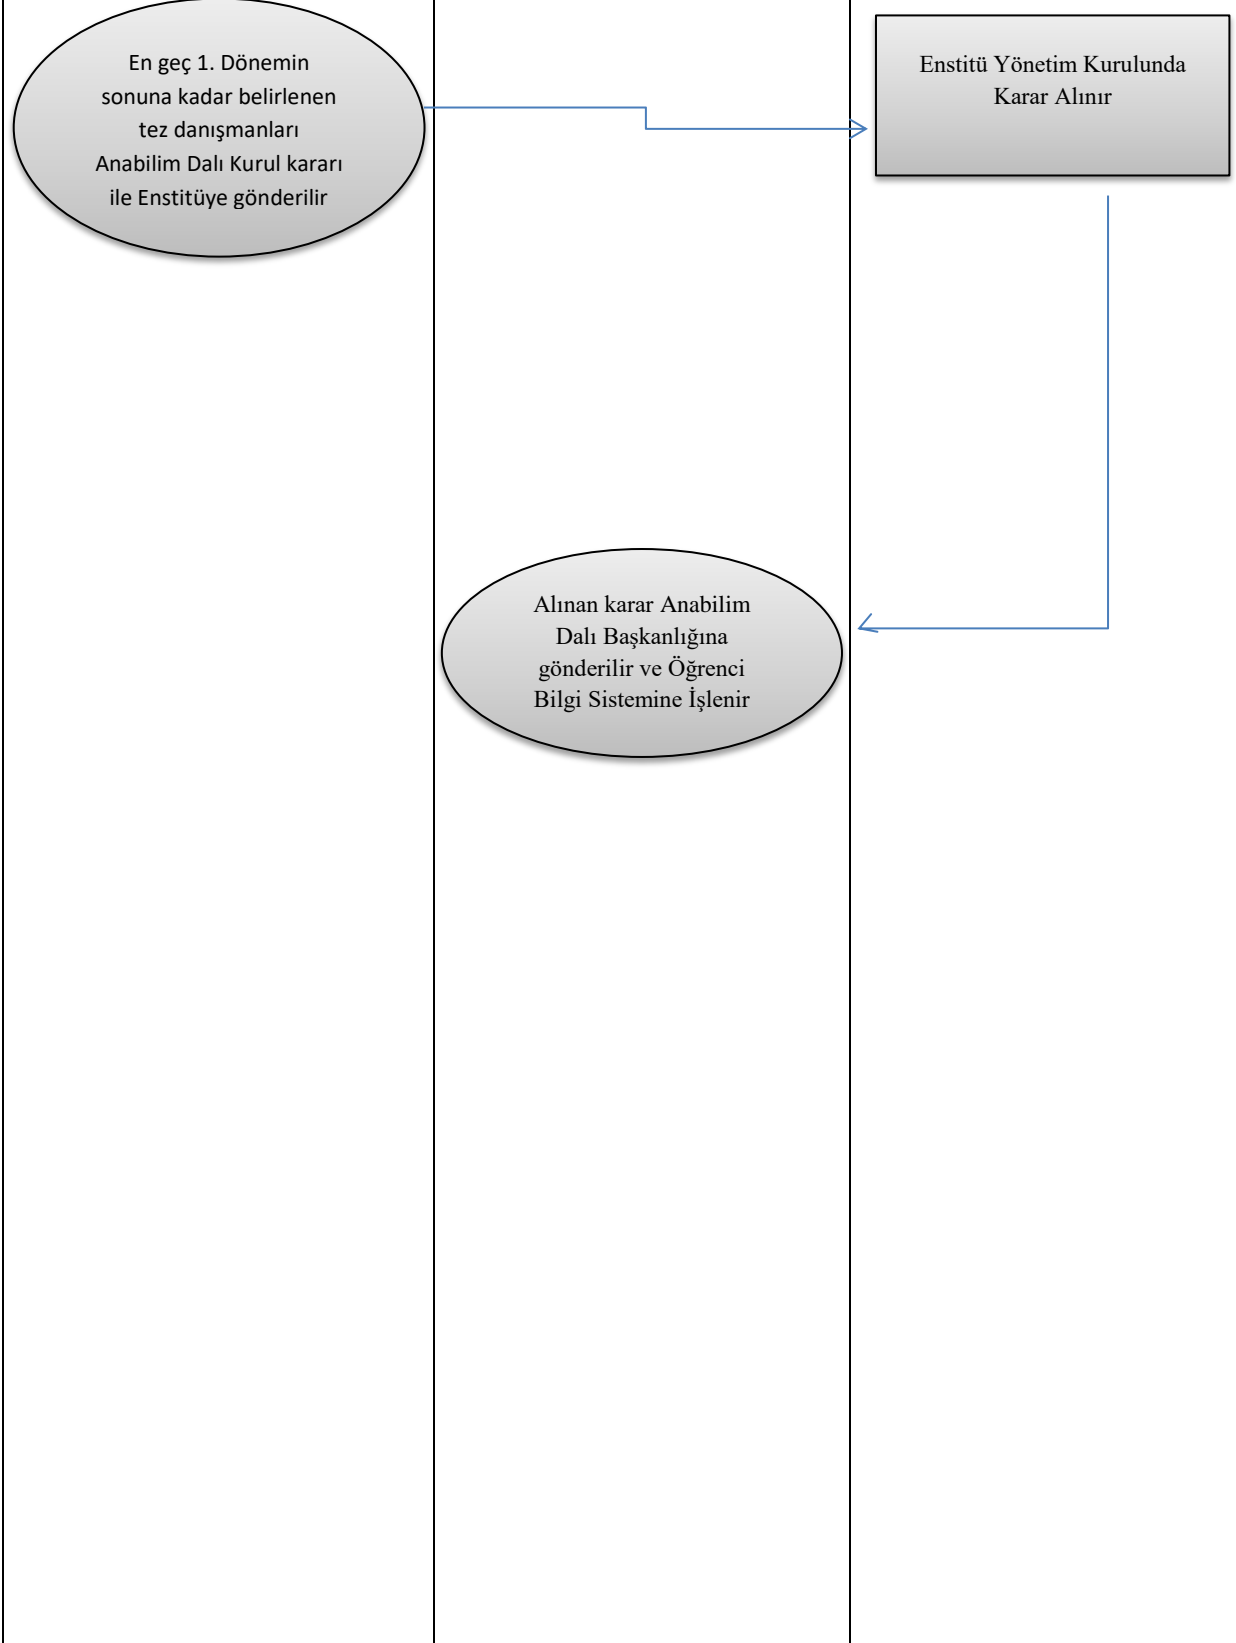 En geç 1. Dönemin
sonuna kadar belirlenen
tez danışmanları
Anabilim Dalı Kurul kararı
ile Enstitüye gönderilir
Enstitü Yönetim Kurulunda
Karar Alınır
Alınan karar Anabilim
Dalı Başkanlığına
gönderilir ve Öğrenci
Bilgi Sistemine İşlenir